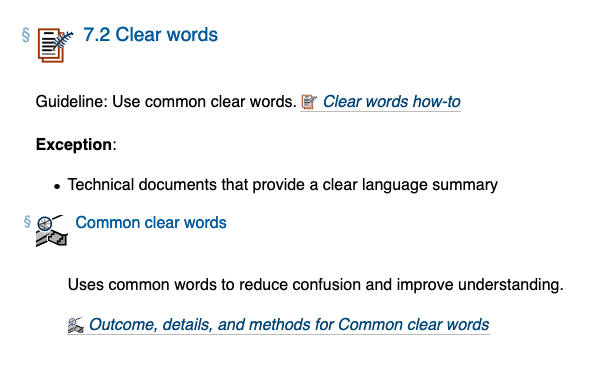 § 7.2 Clear words
Guideline: Use common clear words. Clear words how-to
Exception:
• Technical documents that provide a clear language summary
§ Common clear words
Uses common words to reduce confusion and improve understanding.
Outcome, details, and methods for Common clear words